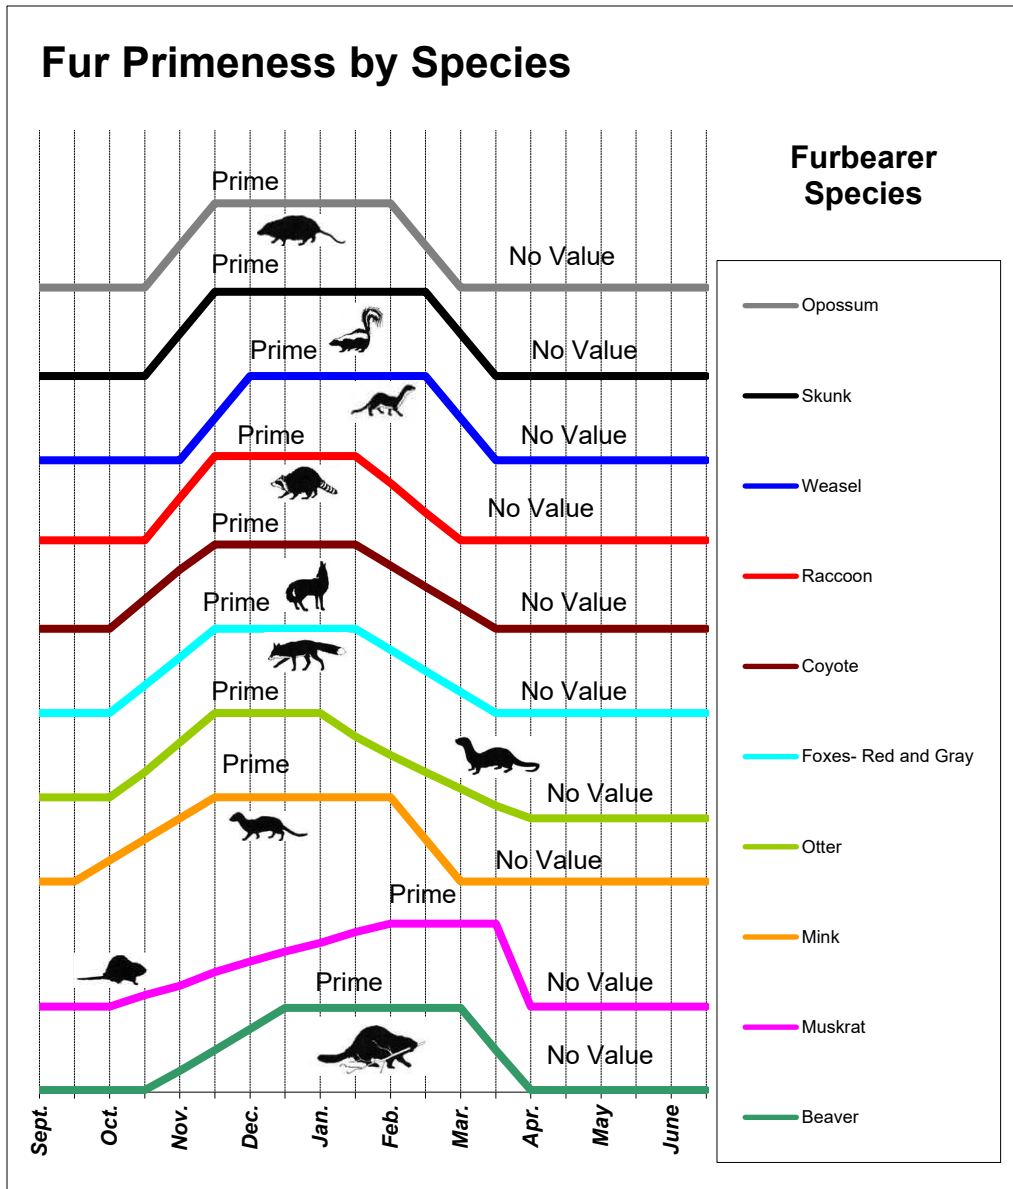 Fur Primeness by Species
Furbearer
Species
Prime
No Value
Prime
No Value
Prime
No Value
Prime
No Value
Prime
No Value
Prime
No Value
Prime
No Value
Prime
No Value
Prime
No Value
Prime
No Value
Opossum
Skunk
Weasel
Raccoon
Coyote
Foxes- Red and Gray
Otter
Mink
Muskrat
Beaver
Sept.
Oct.
Nov.
Dec.
Jan.
Feb.
Mar.
Apr.
May
June